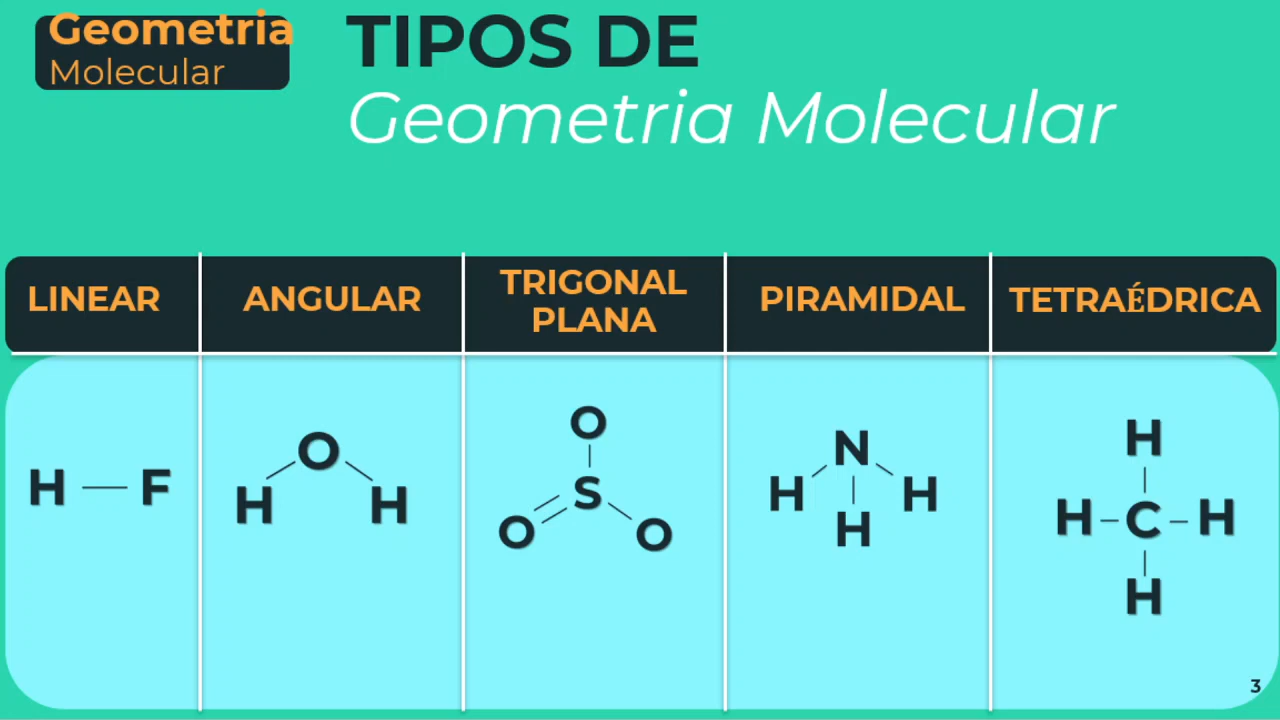 Geometria
Molecular
TIPOS DE
Geometria Molecular
LINEAR
ANGULAR
TRIGONAL
PLANA
PIRAMIDAL
TETRAÉDRICA
H F
O
H H
O
S
O O
N
H H
H
H
H C H
H
3